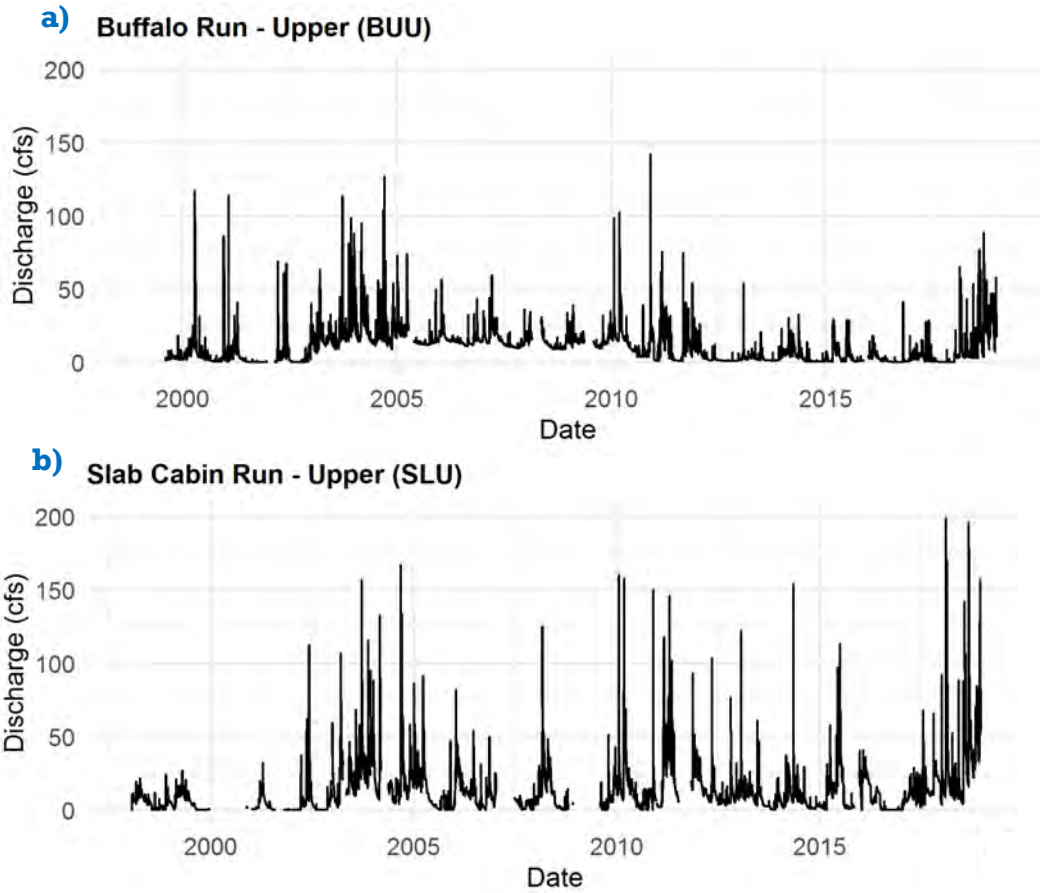 a) Buffalo Run - Upper (BUU)
200
150
100
50
0
Discharge (cfs)
2000 2005 2010 2015
Date
b) Slab Cabin Run - Upper (SLU)
200
150
100
50
0
Discharge (cfs)
2000 2005 2010 2015
Date